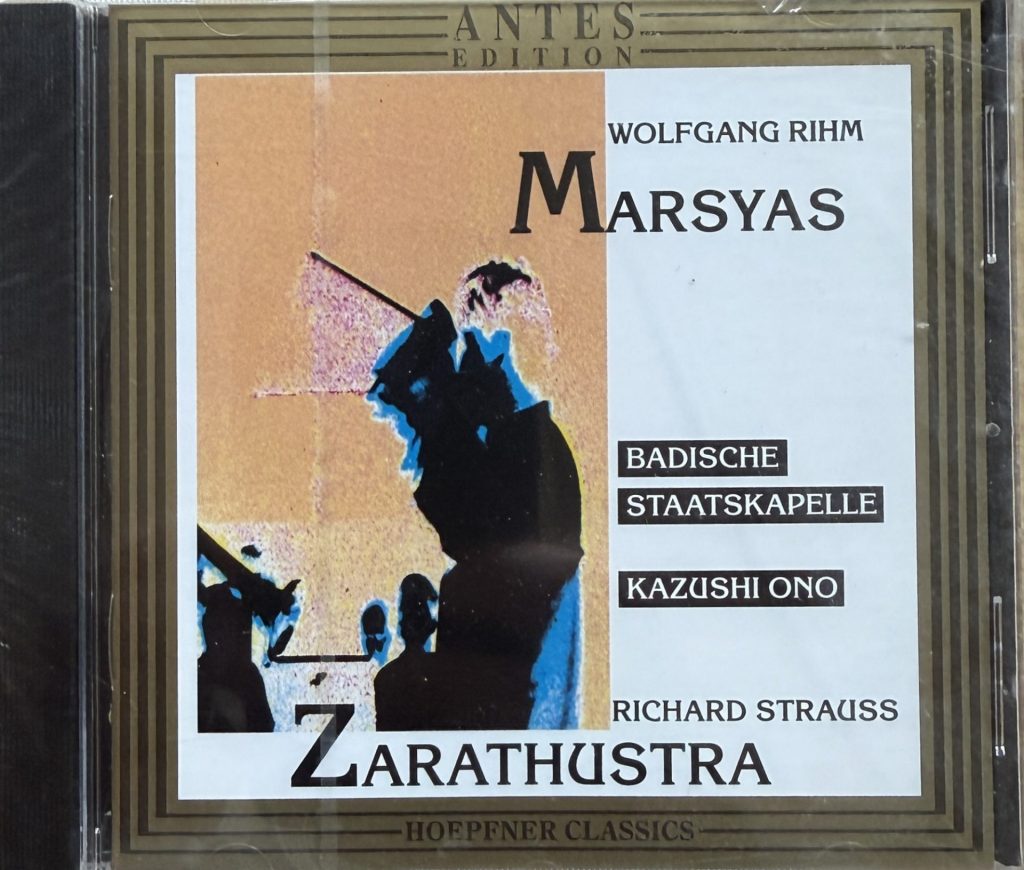 ANTES
EDITION
WOLFGANG RIHM
MARSYAS
BADISCHE
STAATSKAPELLE
KAZUSHI ONO
RICHARD STRAUSS
ZARATHUSTRA
HOEPFNER CLASSICS